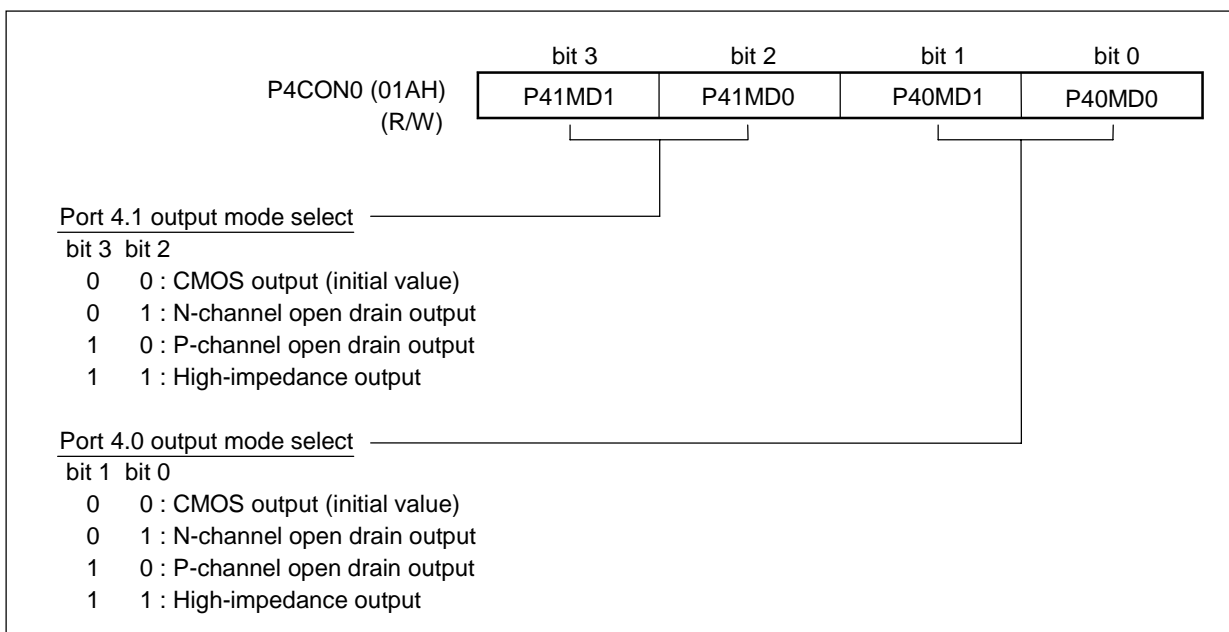 bit 3 bit 2 bit 1 bit 0
P4CON0 (01AH) P41MD1 P41MD0 P40MD1 P40MD0
(R/W)
Port 4.1 output mode select
bit 3 bit 2
0 0 : CMOS output (initial value)
0 1 : N-channel open drain output
1 0 : P-channel open drain output
1 1 : High-impedance output
Port 4.0 output mode select
bit 1 bit 0
0 0 : CMOS output (initial value)
0 1 : N-channel open drain output
1 0 : P-channel open drain output
1 1 : High-impedance output